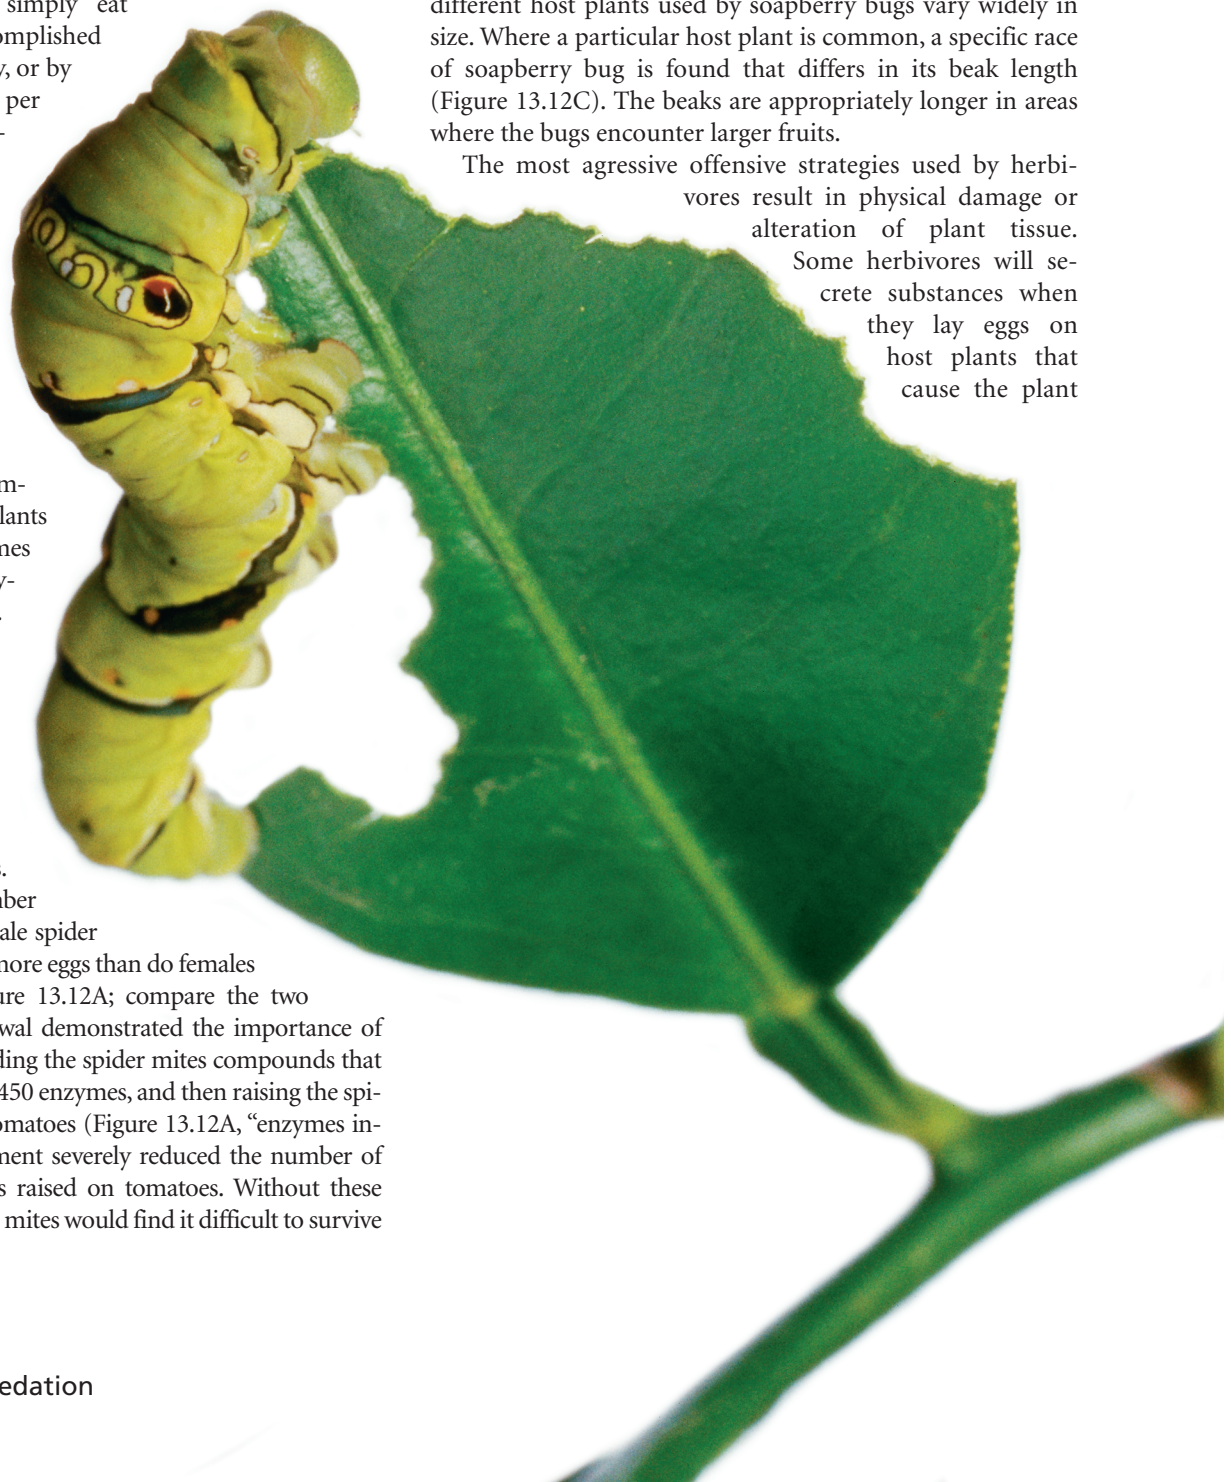 simply eat
omplished
y, or by
per
-
m-
lants
nes
y-
.
s.
nber
ale spider
more eggs than do females
ure 13.12A; compare the two
wal demonstrated the importance of
ding the spider mites compounds that
450 enzymes, and then raising the spi-
omatoes (Figure 13.12A, “enzymes in-
ment severely reduced the number of
s raised on tomatoes. Without these
mites would find it difficult to survive
different host plants used by soapberry bugs vary widely in
size. Where a particular host plant is common, a specific race
of soapberry bug is found that differs in its beak length
(Figure 13.12C). The beaks are appropriately longer in areas
where the bugs encounter larger fruits.
The most agressive offensive strategies used by herbi-
vores result in physical damage or
alteration of plant tissue.
Some herbivores will se-
crete substances when
they lay eggs on
host plants that
cause the plant
edation